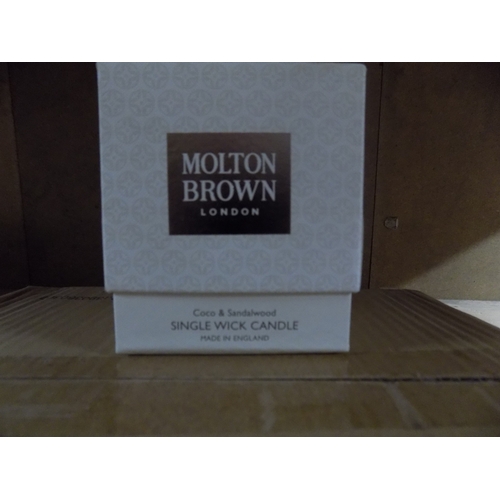 MOLTON
BROWN
LONDON
Coco & Sandalwood
SINGLE WICK CANDLE
MADE IN ENGLAND